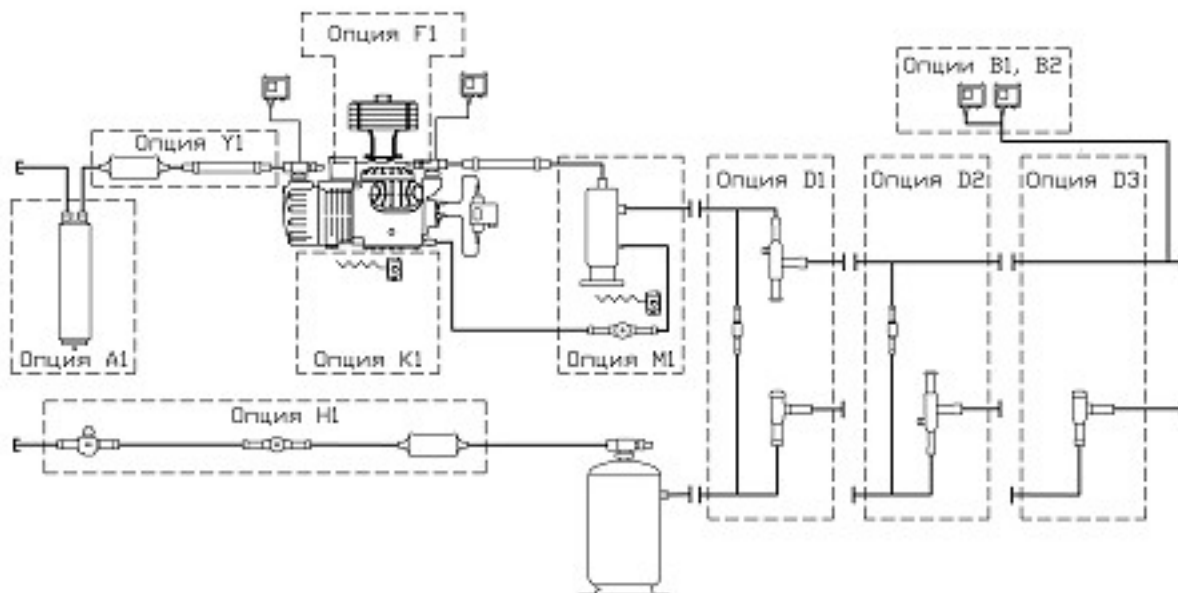 Опция F1
Опции B1, B2
Опция Y1
Опция D1
Опция D2
Опция D3
Опция A1
Опция K1
Опция M1
Опция H1